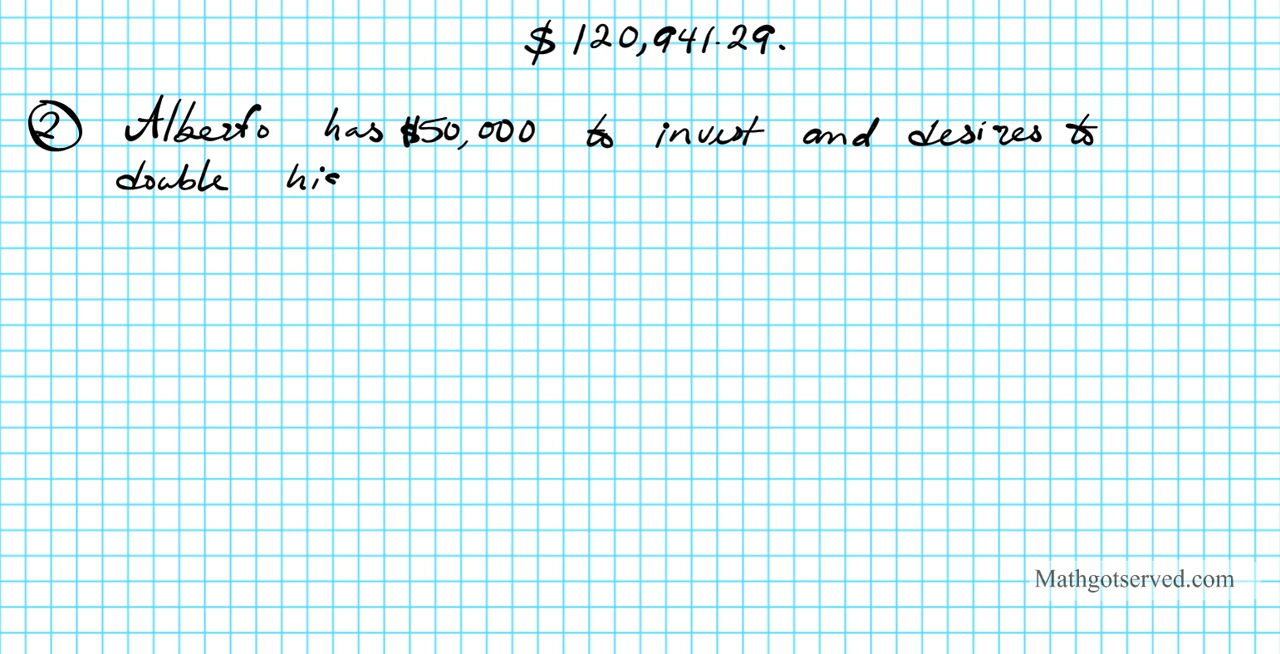 $120,941.29.
② Alberto has $50,000 to invest and desires to
double his
Mathgotserved.com